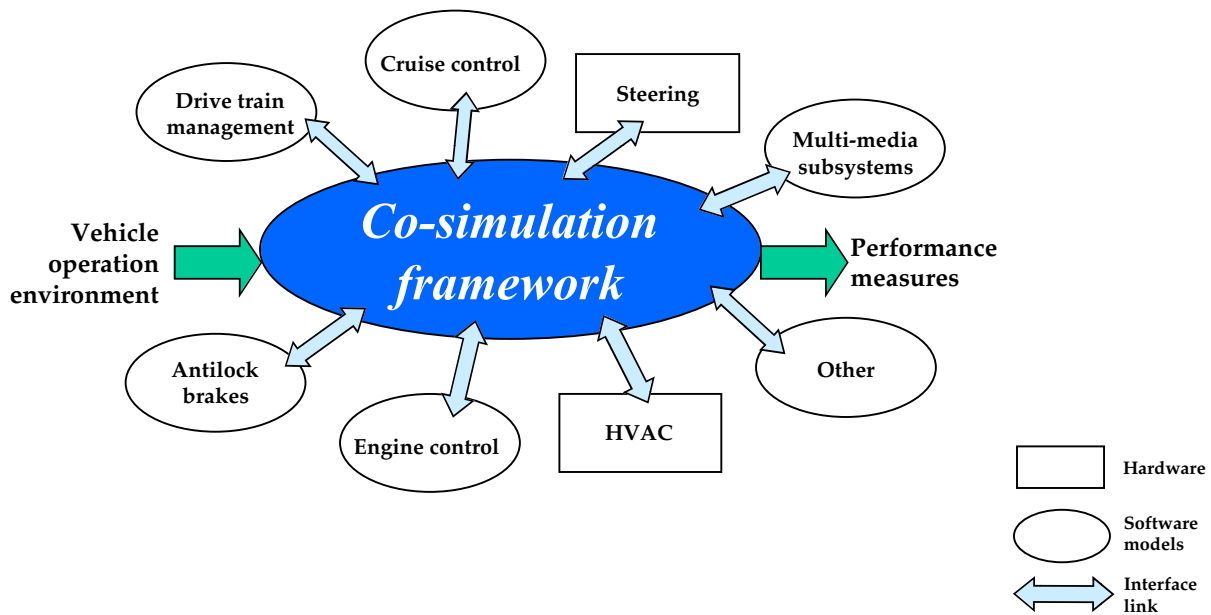 Cruise control
Steering
Drive train
management
Multi-media
subsystems
Co-simulation
framework
Vehicle
operation
environment
Performance
measures
Antilock
brakes
Engine control
HVAC
Other
Hardware
Software
models
Interface
link